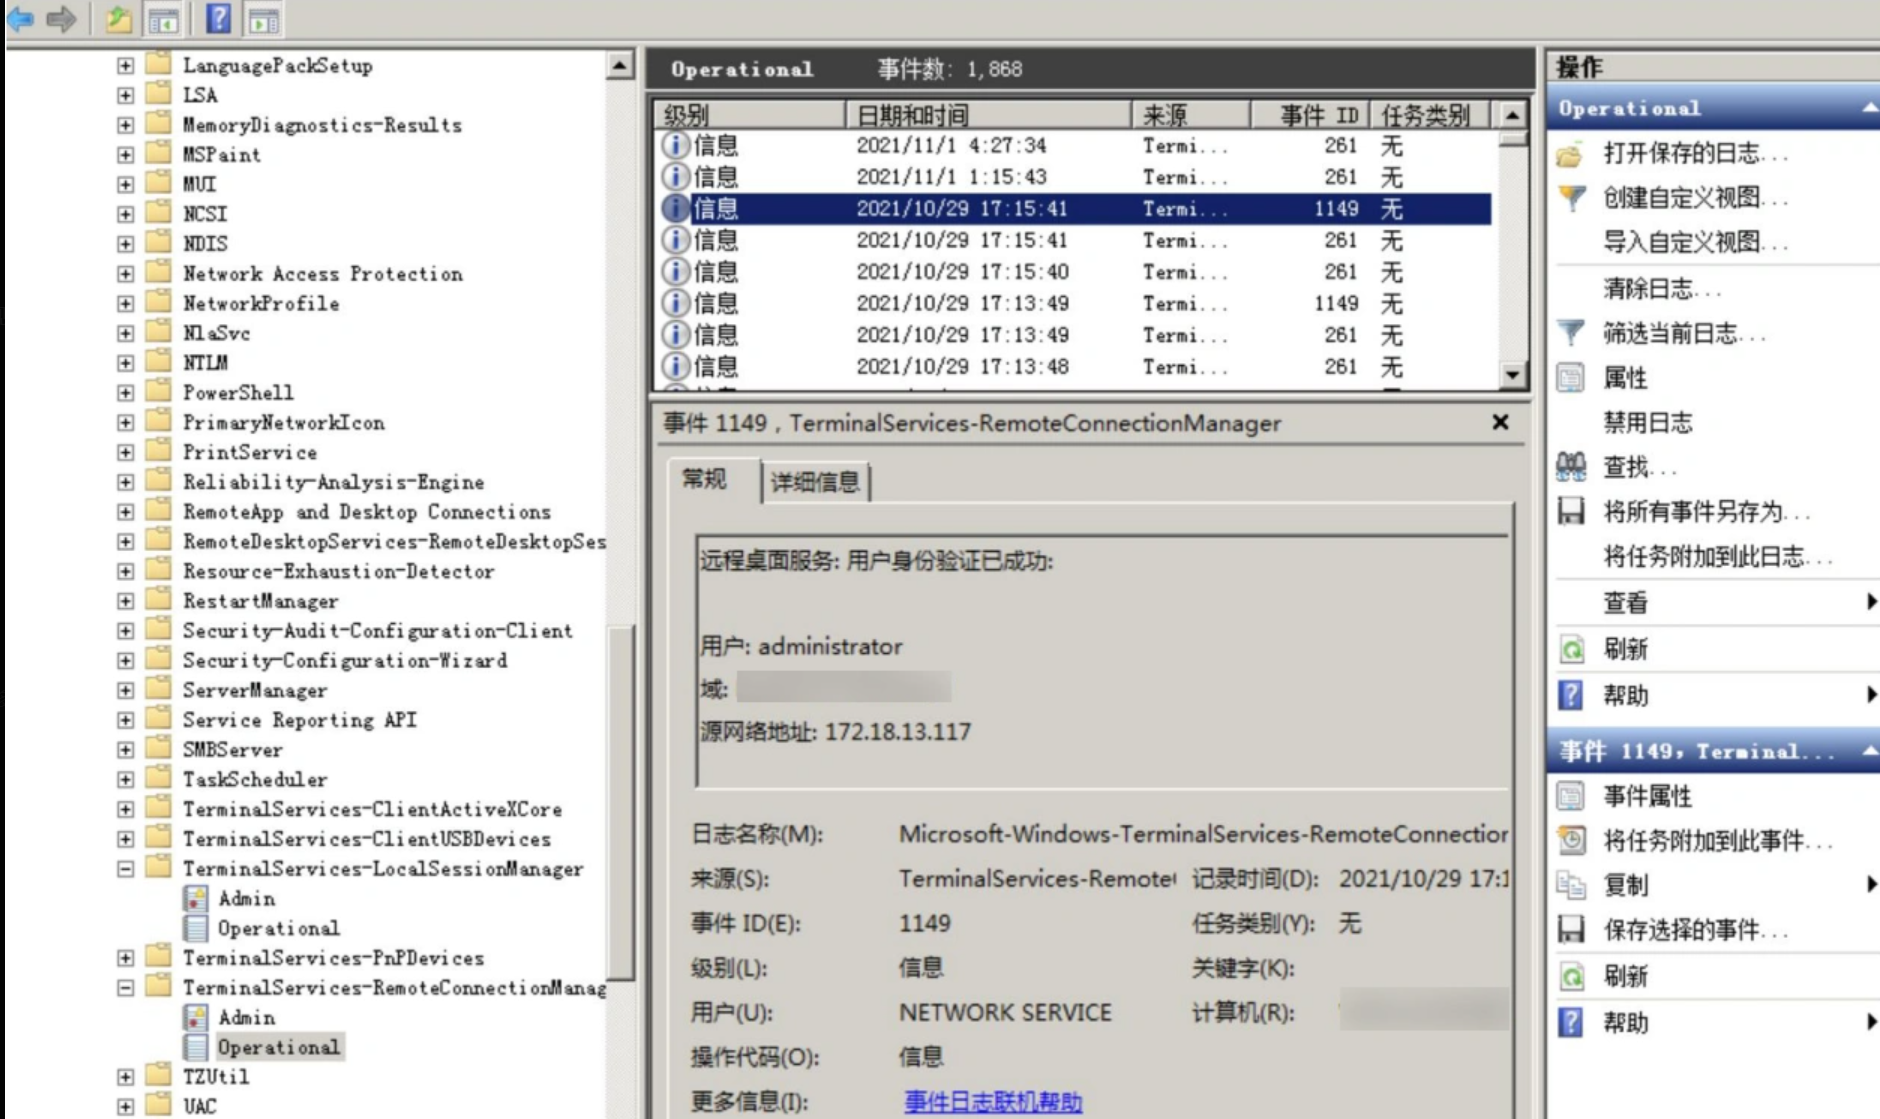 LanguagePackSetup
LSA
MemoryDiagnostics-Results
MSPaint
MUI
NCSI
NDIS
Network Access Protection
NetworkProfile
NlaSvc
NTLM
PowerShell
PrimaryNetworkIcon
PrintService
Reliability-Analysis-Engine
RemoteApp and Desktop Connections
RemoteDesktopServices-RemoteDesktopSes
Resource-Exhaustion-Detector
RestartManager
Security-Audit-Configuration-Client
Security-Configuration-Wizard
ServerManager
Service Reporting API
SMBServer
TaskScheduler
TerminalServices-ClientActiveXCore
TerminalServices-ClientUSBDevices
TerminalServices-LocalSessionManager
Admin
Operational
TerminalServices-PnPDevices
TerminalServices-RemoteConnectionManag
Admin
Operational
TZUtil
UAC
Operational 事件数: 1,868
级别 日期和时间 来源 事件 ID 任务类别
信息 2021/11/1 4:27:34 Termi... 261 无
信息 2021/11/1 1:15:43 Termi... 261 无
信息 2021/10/29 17:15:41 Termi... 1149 无
信息 2021/10/29 17:15:41 Termi... 261 无
信息 2021/10/29 17:15:40 Termi... 261 无
信息 2021/10/29 17:13:49 Termi... 1149 无
信息 2021/10/29 17:13:49 Termi... 261 无
信息 2021/10/29 17:13:48 Termi... 261 无
事件 1149，TerminalServices-RemoteConnectionManager
常规 详细信息
远程桌面服务: 用户身份验证已成功:
用户: administrator
域:
源网络地址: 172.18.13.117
日志名称(M): Microsoft-Windows-TerminalServices-RemoteConnection
来源(S): TerminalServices-Remote 记录时间(D): 2021/10/29 17:1
事件 ID(E): 1149 任务类别(Y): 无
级别(L): 信息 关键字(K):
用户(U): NETWORK SERVICE 计算机(R):
操作代码(O): 信息
更多信息(I): 事件日志联机帮助
操作
Operational
打开保存的日志...
创建自定义视图...
导入自定义视图...
清除日志...
筛选当前日志...
属性
禁用日志
查找...
将所有事件另存为...
将任务附加到此日志...
查看
刷新
帮助
事件 1149，Terminal...
事件属性
将任务附加到此事件...
复制
保存选择的事件...
刷新
帮助